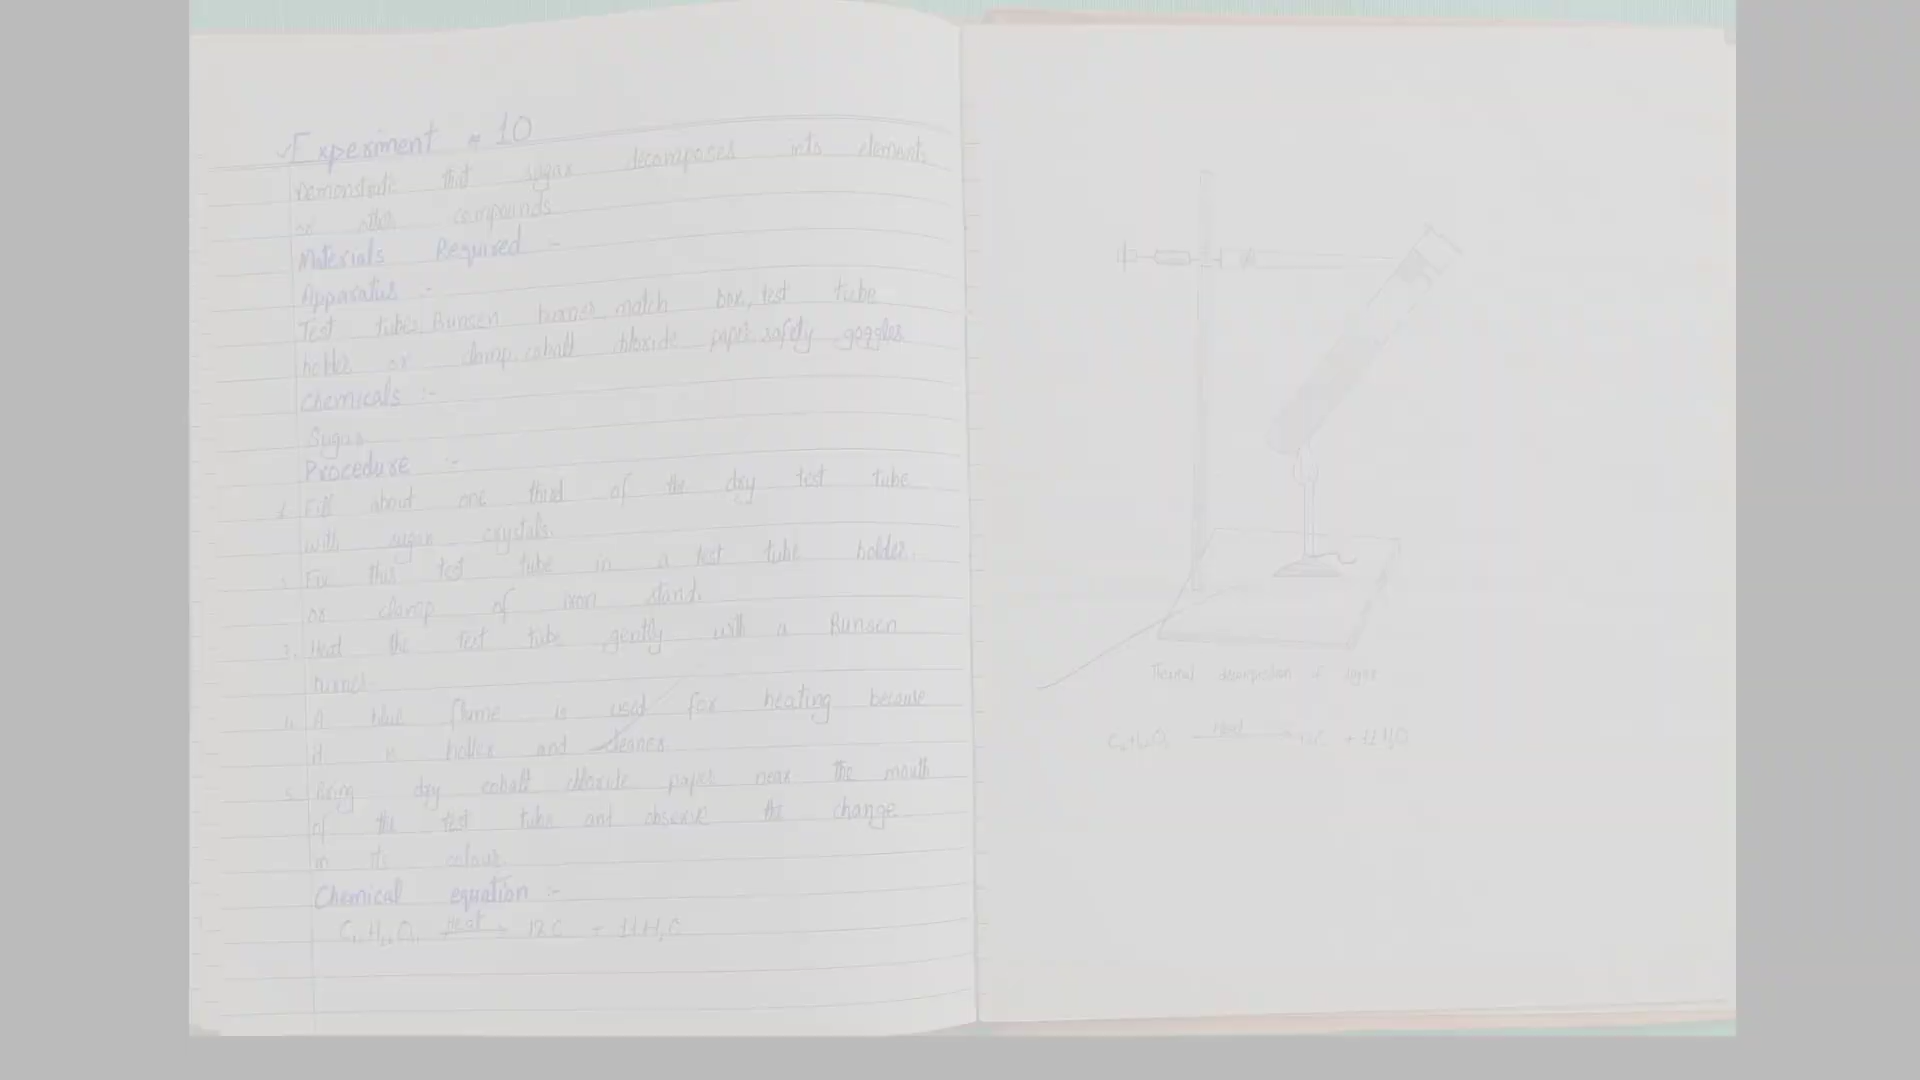 Experiment # 10
Demonstrate that sugar decomposes into elements
or other compounds
Materials Required :-
Apparatus :-
Test tubes, Bunsen burner, match box, test tube
holder or clamp, cobalt chloride paper, safety goggles
Chemicals :-
Sugar
Procedure :-
1. Fill about one third of the dry test tube
with sugar crystals.
2. Fix this test tube in a test tube holder
or clamp of iron stand.
3. Heat the test tube gently with a Bunsen
burner.
4. A blue flame is used for heating because
it is hotter and cleaner.
5. Bring dry cobalt chloride paper near the mouth
of the test tube and observe the change
in its colour.
Chemical equation :-
Heat
12C + 11H₂O
Thermal decomposition of sugar
Heat
12C + 11H₂O